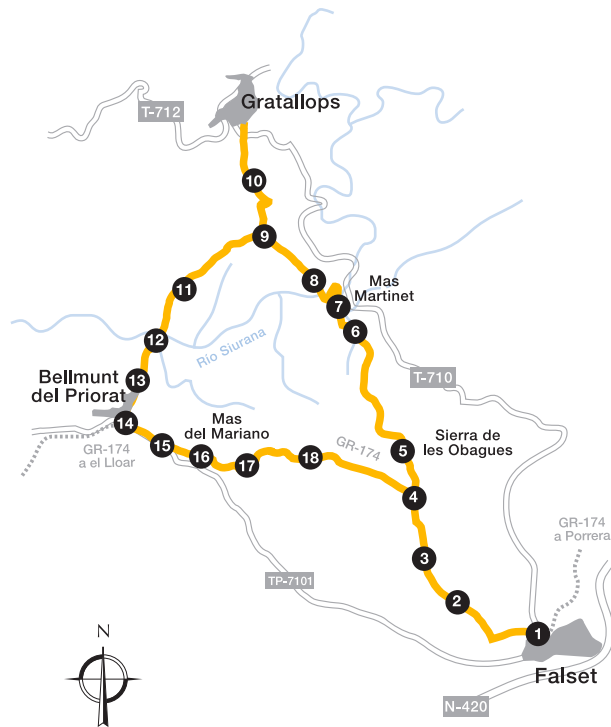 Gratallops
T-712
10
9
8
11
Mas
Martinet
7
6
12
Río Siurana
T-710
Bellmunt
del Priorat
13
14
Mas
del Mariano
Sierra de
les Obagues
GR-174
a el Lloar
15
16
17
18
GR-174
5
4
GR-174
a Porrera
3
TP-7101
2
1
N
Falset
N-420